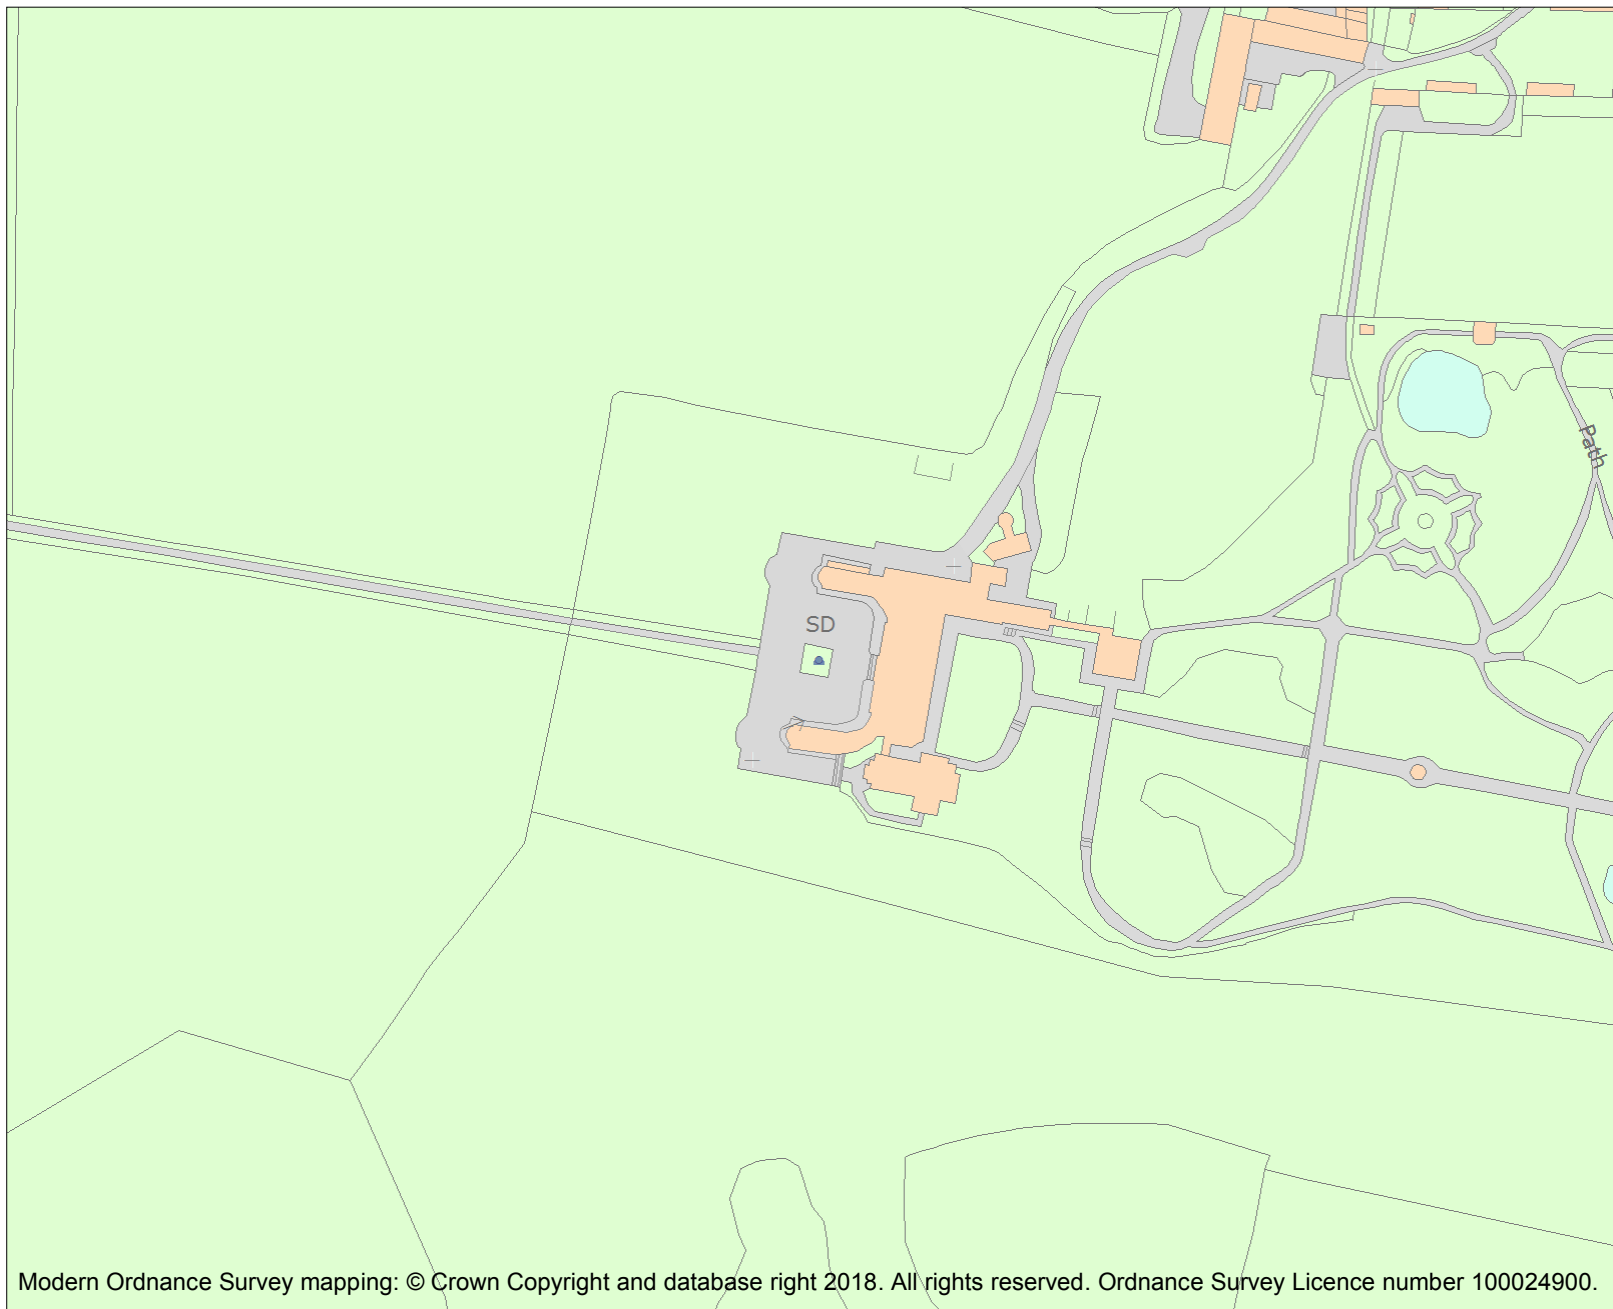 Path
SD
Modern Ordnance Survey mapping: © Crown Copyright and database right 2018. All rights reserved. Ordnance Survey Licence number 100024900.